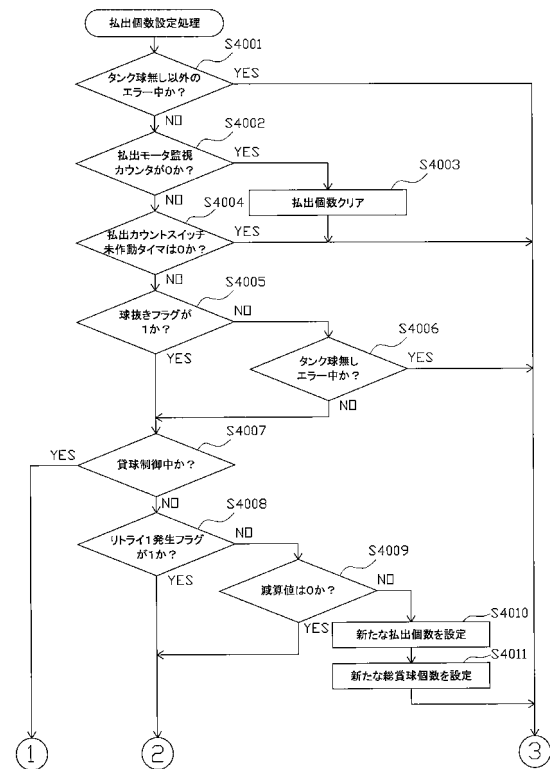 払出個数設定処理
S4001
タンク球無し以外の
エラー中か?
YES
NO
S4002
払出モータ監視
カウンタが0か?
YES
S4003
払出個数クリア
NO
S4004
払出カウントスイッチ
未作動タイマは0か?
YES
NO
S4005
球抜きフラグが
1か?
NO
YES
S4006
タンク球無し
エラー中か?
YES
NO
S4007
YES
貸球制御中か?
NO
S4008
リトライ1発生フラグ
が1か?
NO
YES
S4009
減算値は0か?
NO
YES
S4010
新たな払出個数を設定
S4011
新たな総賞球個数を設定
1
2
3